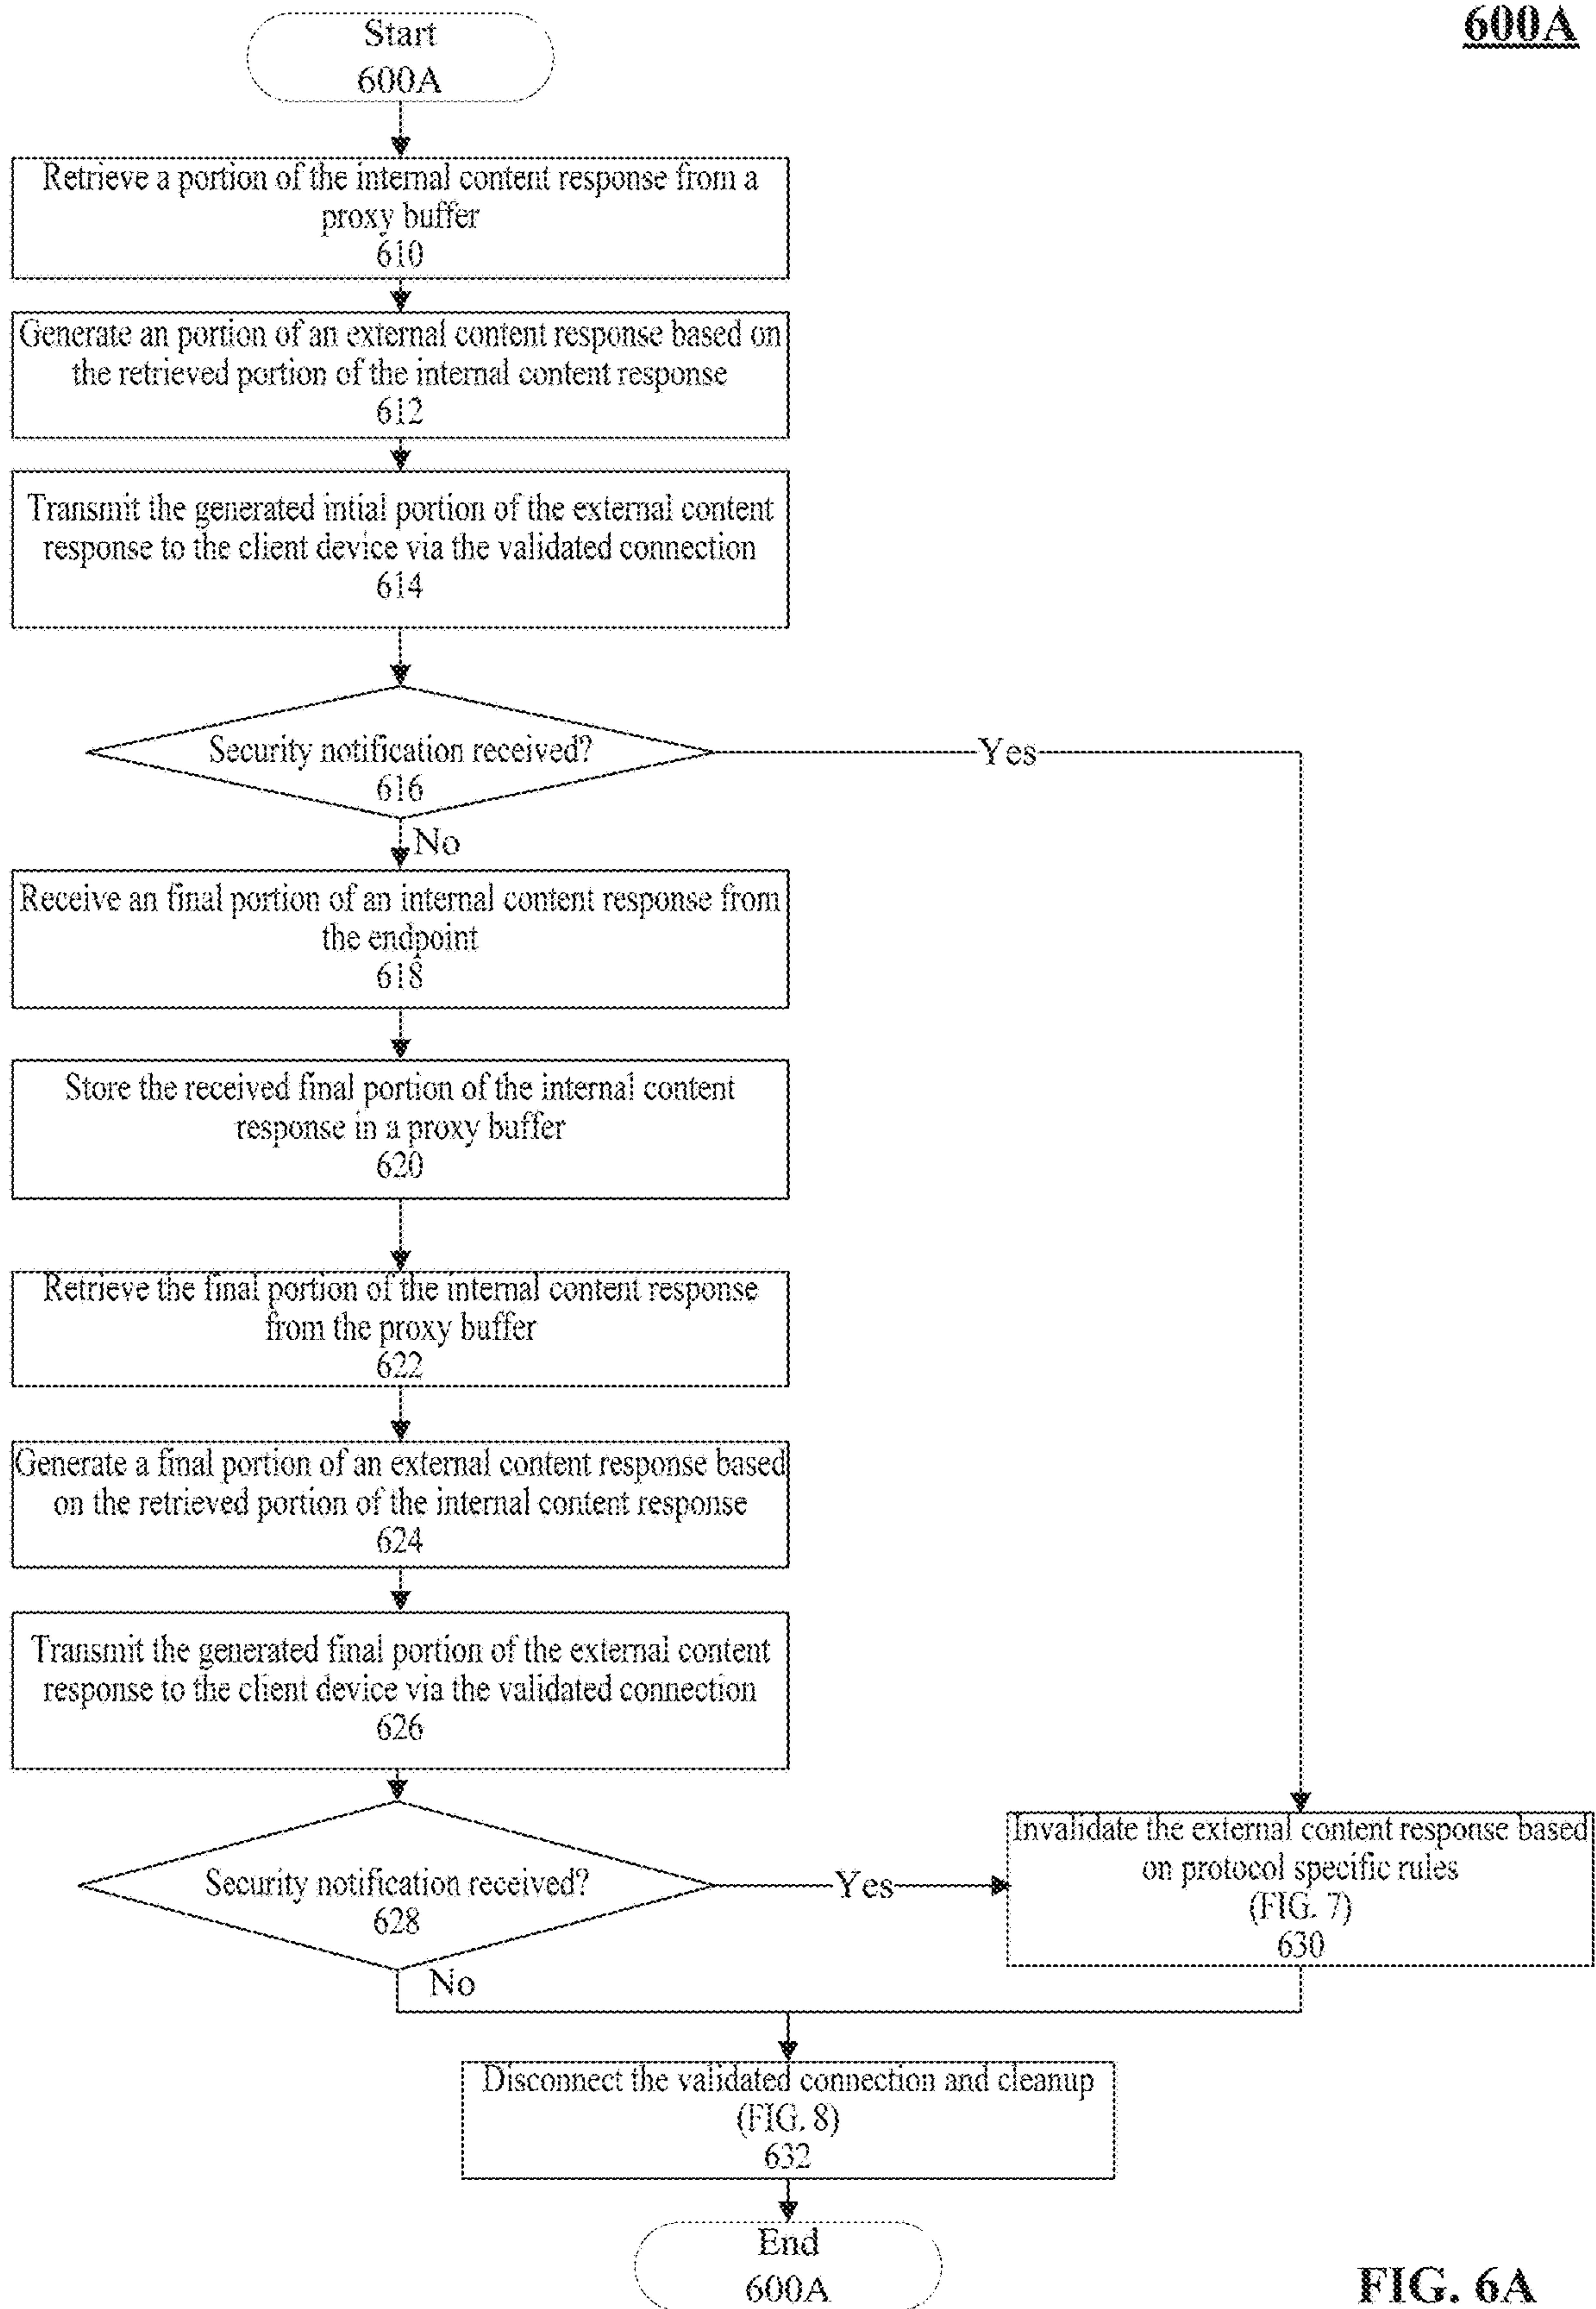 600A
Start
600A
Retrieve a portion of the internal content response from a
proxy buffer
610
Generate an portion of an external content response based on
the retrieved portion of the internal content response
612
Transmit the generated intial portion of the external content
response to the client device via the validated connection
614
Security notification received?
616
Yes
No
Receive an final portion of an internal content response from
the endpoint
618
Store the received final portion of the internal content
response in a proxy buffer
620
Retrieve the final portion of the internal content response
from the proxy buffer
622
Generate a final portion of an external content response based
on the retrieved portion of the internal content response
624
Transmit the generated final portion of the external content
response to the client device via the validated connection
626
Security notification received?
628
Yes
Invalidate the external content response based
on protocol specific rules
(FIG. 7)
630
No
Disconnect the validated connection and cleanup
(FIG. 8)
632
End
600A
FIG. 6A